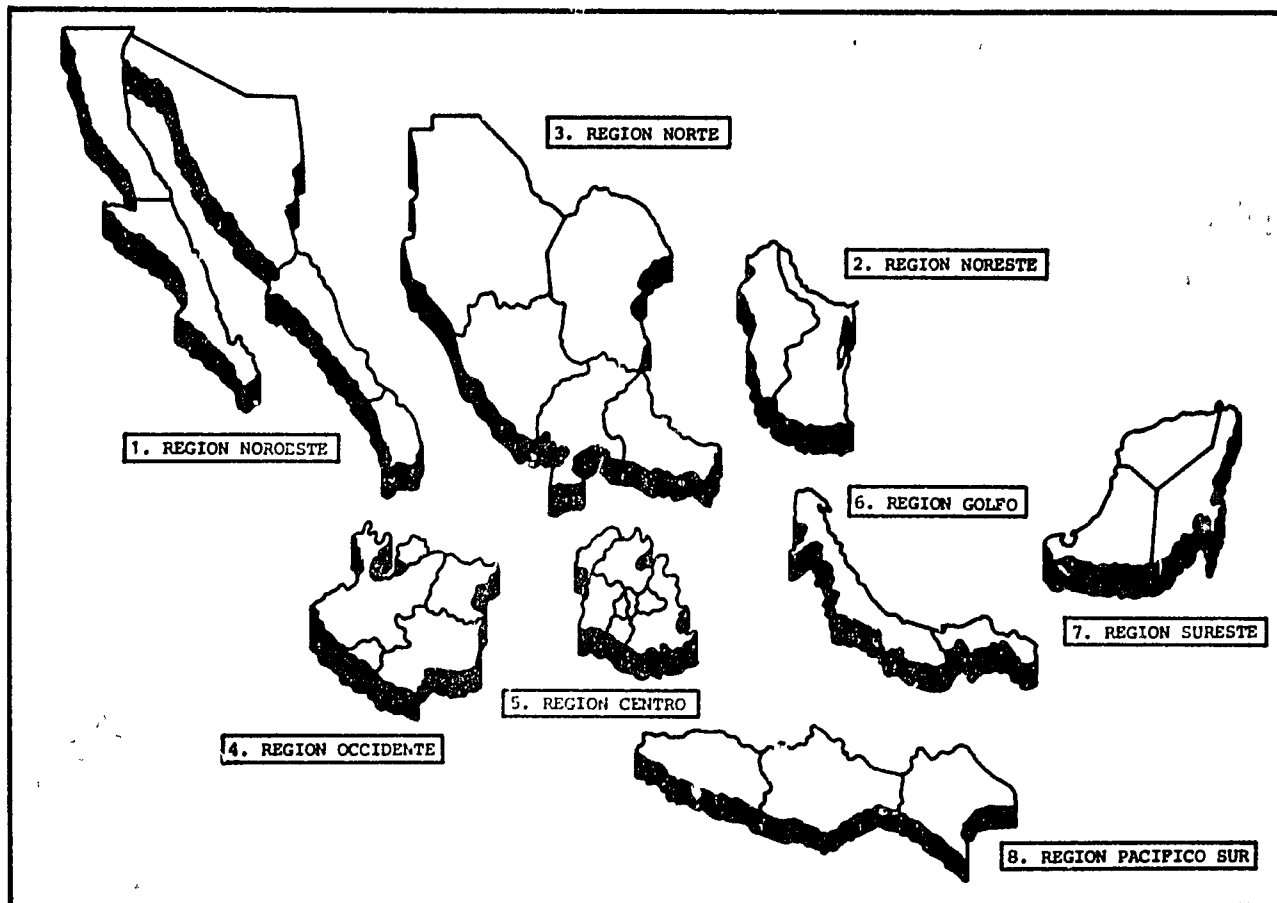 3. REGION NORTE
2. REGION NORESTE
1. REGION NOROESTE
6. REGION GOLFO
7. REGION SURESTE
5. REGION CENTRO
4. REGION OCCIDENTE
8. REGION PACIFICO SUR